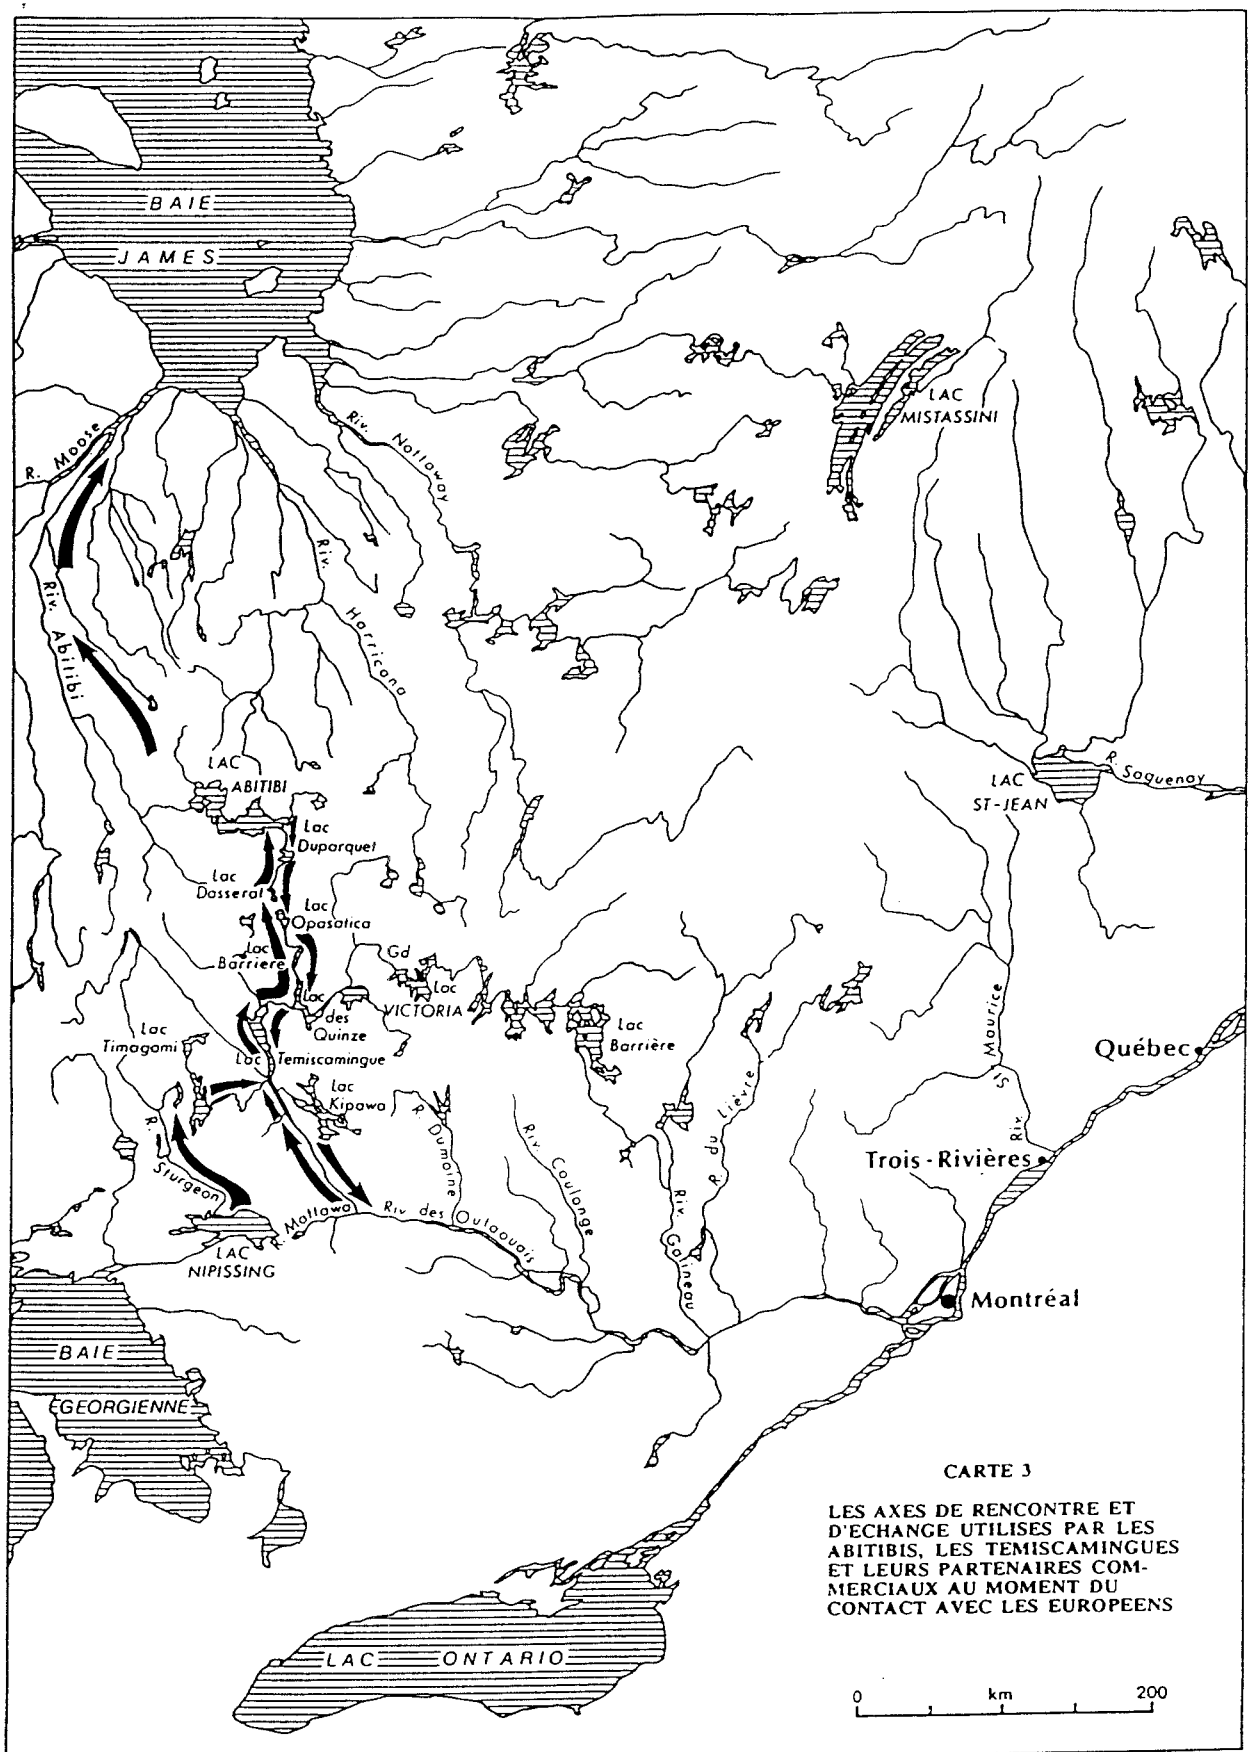 BAIE
JAMES
LAC
MISTASSINI
R. Moose
Riv. Nottaway
Riv. Abitibi
Riv. Harricana
LAC
ABITIBI
R. Saguenay
LAC
ST-JEAN
Lac
Duparquet
Lac
Dasserat
Lac
Opasatica
Lac
Barriere
Gd
Lac
VICTORIA
Lac
des
Quinze
Lac
Timagami
Lac Temiscamingue
Lac
Kipawa
Lac
Barrière
Riv. St Maurice
Québec
R. Sturgeon
R. Dumoine
Riv. Coulonge
R. du Lièvre
Trois-Rivières
R. Mattawa
Riv. des Outaouais
Riv. Gatineau
LAC
NIPISSING
Montréal
BAIE
GEORGIENNE
CARTE 3
LES AXES DE RENCONTRE ET
D'ECHANGE UTILISES PAR LES
ABITIBIS, LES TEMISCAMINGUES
ET LEURS PARTENAIRES COM-
MERCIAUX AU MOMENT DU
CONTACT AVEC LES EUROPEENS
LAC ONTARIO
0 km 200